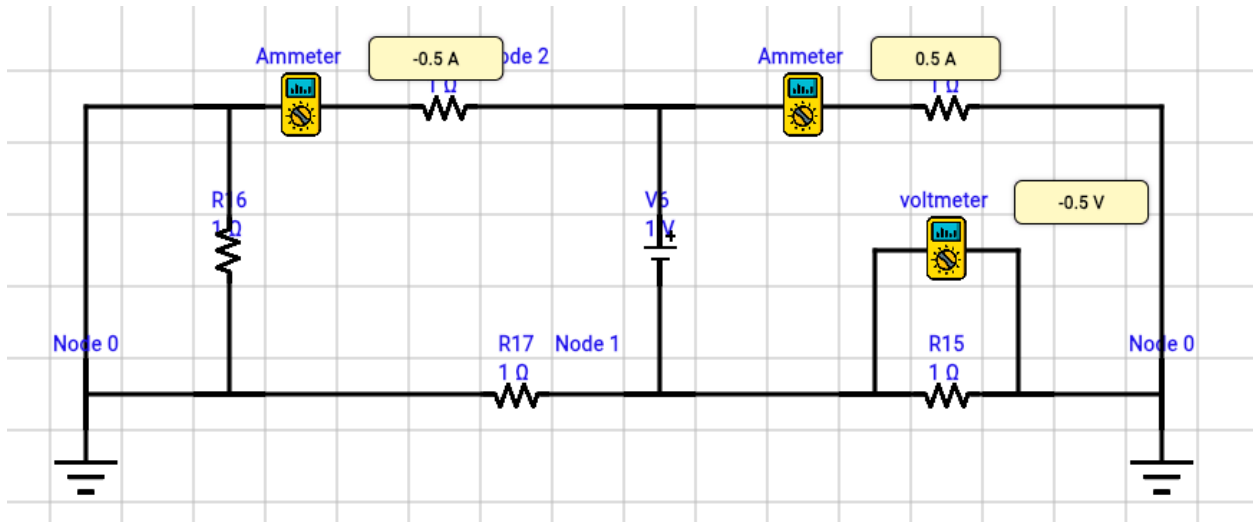 Ammeter
-0.5 A
ode 2
1 Ω
Ammeter
0.5 A
1 Ω
R16
1 Ω
V6
1 V
+
voltmeter
-0.5 V
Node 0
R17
1 Ω
Node 1
R15
1 Ω
Node 0